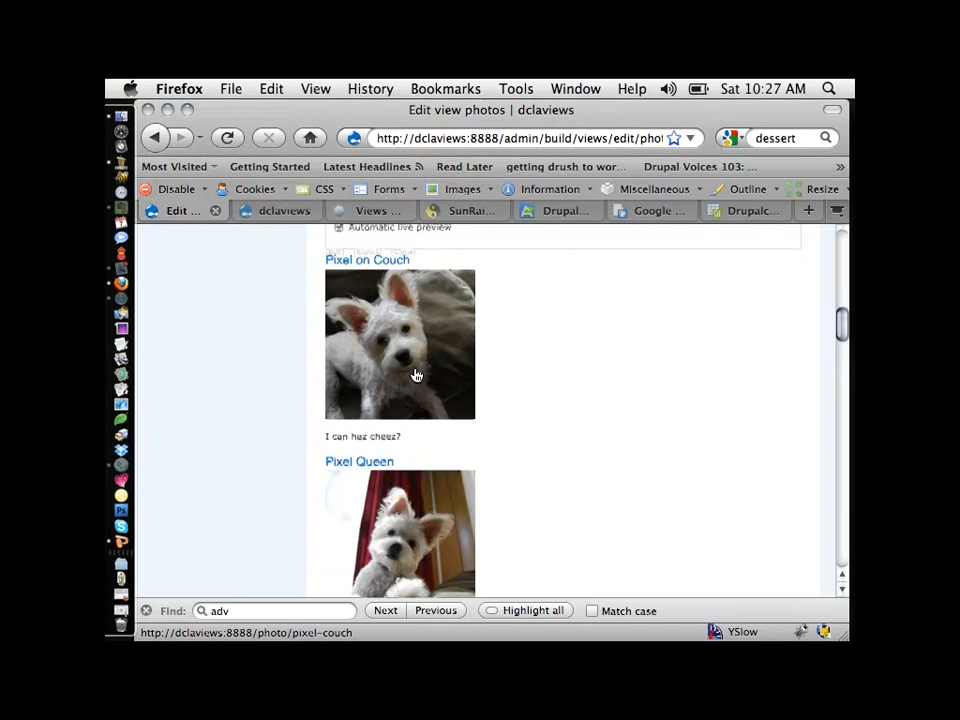 Firefox File Edit View History Bookmarks Tools Window Help Sat 10:27 AM
Edit view photos | dclaviews
http://dclaviews:8888/admin/build/views/edit/phot dessert
Most Visited Getting Started Latest Headlines Read Later getting drush to wor... Drupal Voices 103:... »
Disable Cookies CSS Forms Images Information Miscellaneous Outline Resize
Edit ... dclaviews Views ... SunRai... Drupal... Google ... Drupalc...
Automatic live preview
Pixel on Couch
I can haz cheez?
Pixel Queen
Find: adv Next Previous Highlight all Match case
http://dclaviews:8888/photo/pixel-couch YSlow